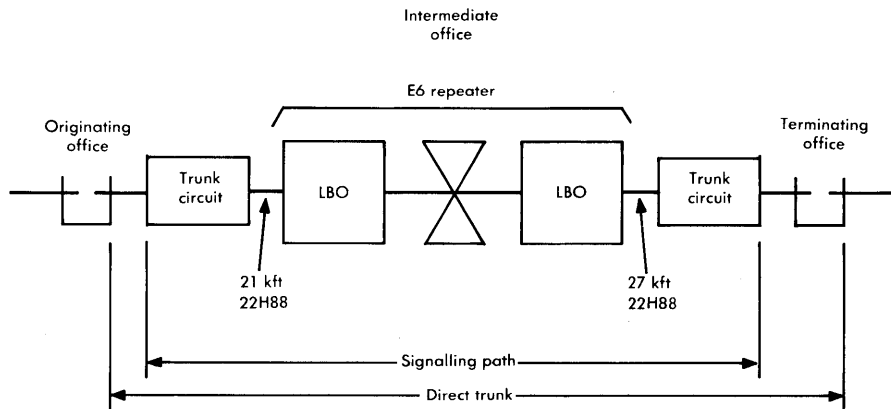 Intermediate
office
E6 repeater
Originating
office
Terminating
office
Trunk
circuit
LBO
LBO
Trunk
circuit
21 kft
22H88
27 kft
22H88
Signalling path
Direct trunk